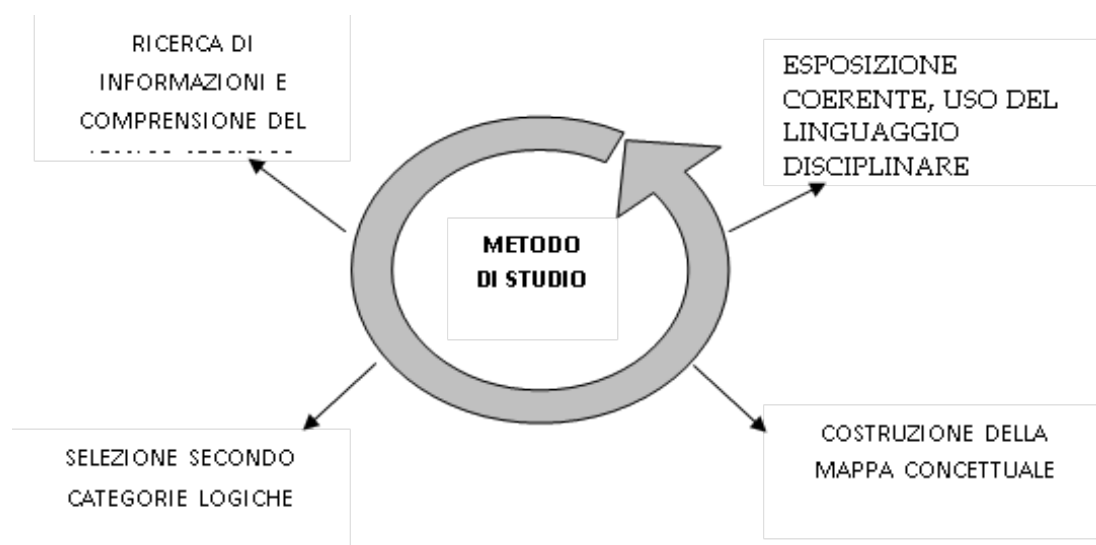 RICERCA DI
INFORMAZIONI E
COMPRENSIONE DEL
ESPOSIZIONE
COERENTE, USO DEL
LINGUAGGIO
DISCIPLINARE
METODO
DI STUDIO
SELEZIONE SECONDO
CATEGORIE LOGICHE
COSTRUZIONE DELLA
MAPPA CONCETTUALE